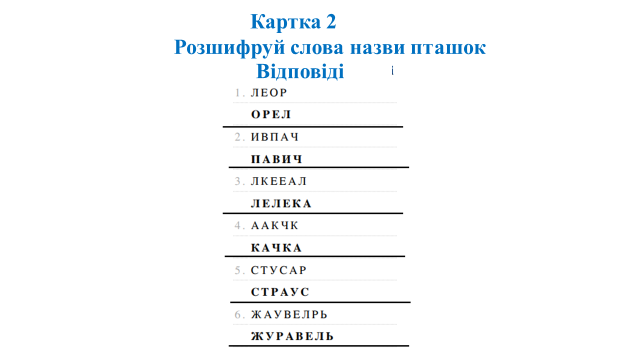 Картка 2
Розшифруй слова назви пташок
Відповіді
і
1. ЛЕОР
ОРЕЛ
2. ИВПАЧ
ПАВИЧ
3. ЛКЕЕАЛ
ЛЕЛЕКА
4. ААКЧК
КАЧКА
5. СТУСАР
СТРАУС
6. ЖАУВЕЛРЬ
ЖУРАВЕЛЬ